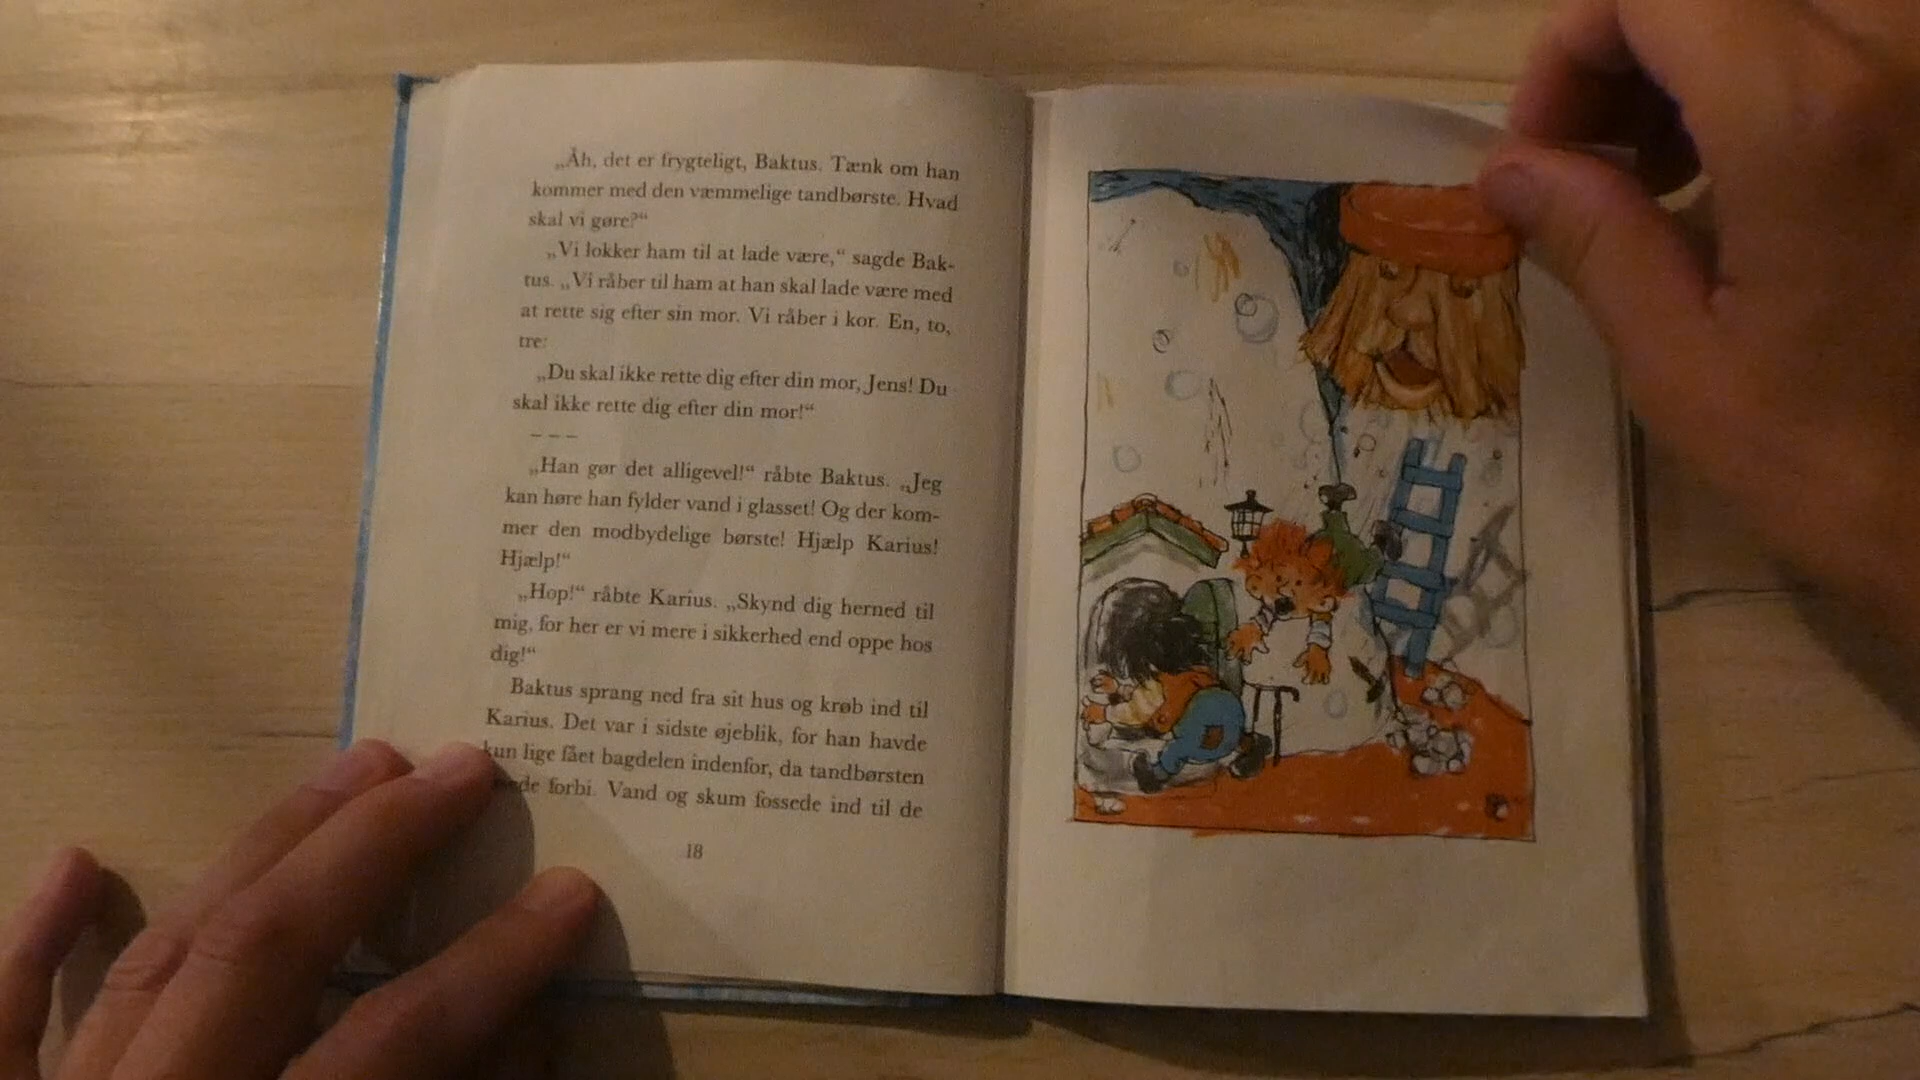 „Åh, det er frygteligt, Baktus. Tænk om han
kommer med den væmmelige tandbørste. Hvad
skal vi gøre?“
„Vi lokker ham til at lade være,“ sagde Bak-
tus. „Vi råber til ham at han skal lade være med
at rette sig efter sin mor. Vi råber i kor. En, to,
tre:
„Du skal ikke rette dig efter din mor, Jens! Du
skal ikke rette dig efter din mor!“
– – –
„Han gør det alligevel!“ råbte Baktus. „Jeg
kan høre han fylder vand i glasset! Og der kom-
mer den modbydelige børste! Hjælp Karius!
Hjælp!“
„Hop!“ råbte Karius. „Skynd dig herned til
mig, for her er vi mere i sikkerhed end oppe hos
dig!“
Baktus sprang ned fra sit hus og krøb ind til
Karius. Det var i sidste øjeblik, for han havde
kun lige fået bagdelen indenfor, da tandbørsten
forbi. Vand og skum fossede ind til de
18